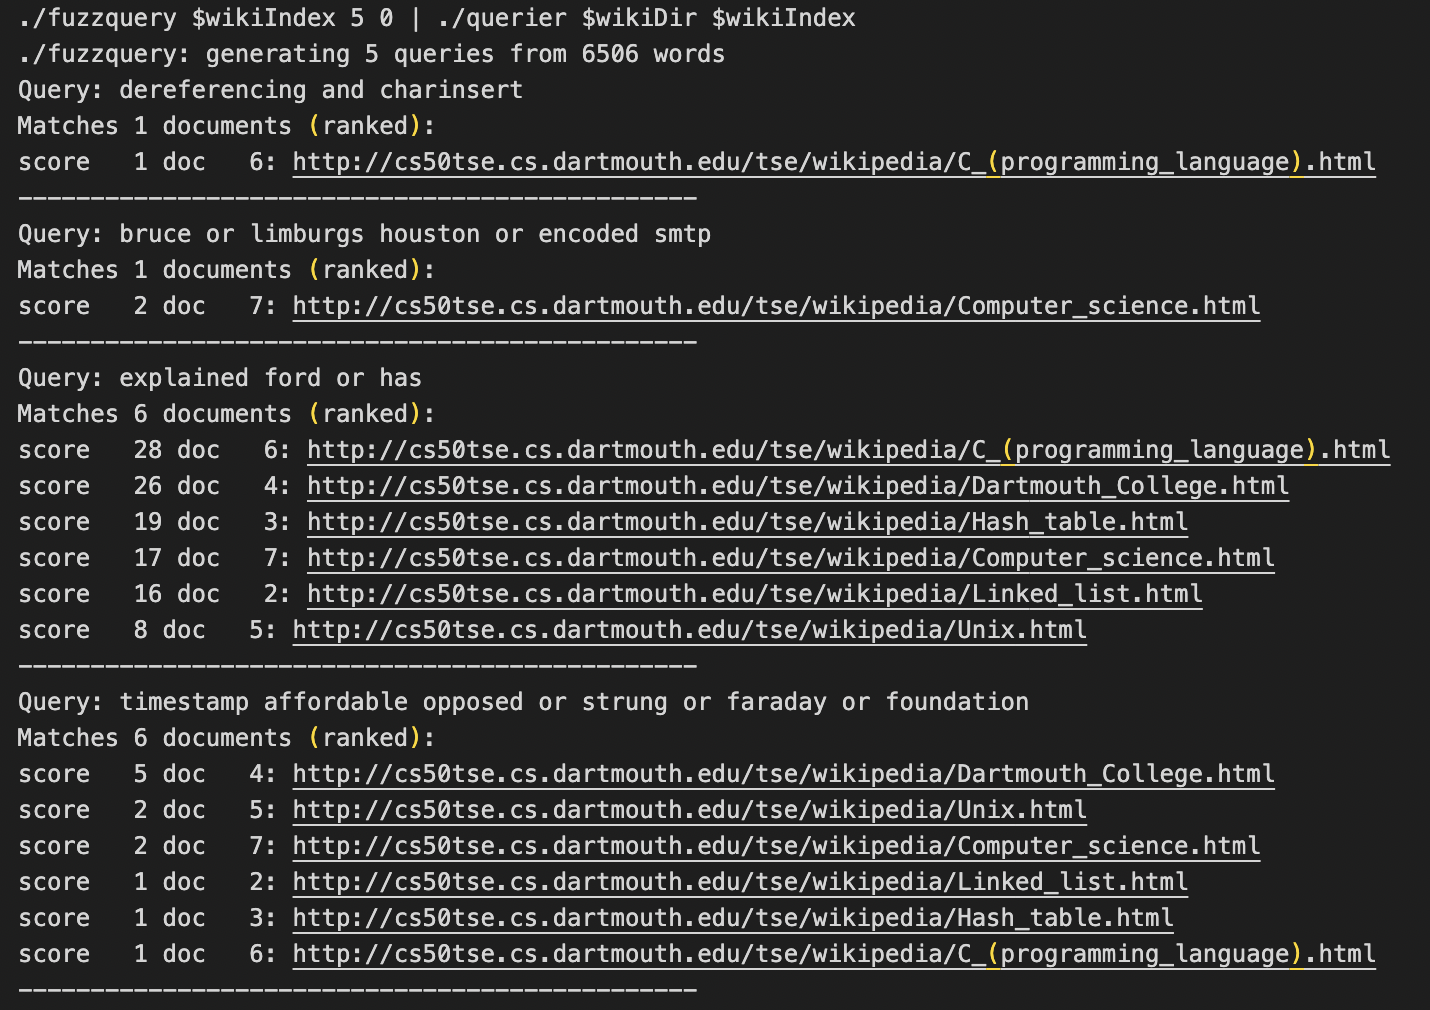 ./fuzzquery $wikiIndex 5 0 | ./querier $wikiDir $wikiIndex
./fuzzquery: generating 5 queries from 6506 words
Query: dereferencing and charinsert
Matches 1 documents (ranked):
score   1 doc   6: http://cs50tse.cs.dartmouth.edu/tse/wikipedia/C_(programming_language).html
-----------------------------------------------
Query: bruce or limburgs houston or encoded smtp
Matches 1 documents (ranked):
score   2 doc   7: http://cs50tse.cs.dartmouth.edu/tse/wikipedia/Computer_science.html
-----------------------------------------------
Query: explained ford or has
Matches 6 documents (ranked):
score   28 doc   6: http://cs50tse.cs.dartmouth.edu/tse/wikipedia/C_(programming_language).html
score   26 doc   4: http://cs50tse.cs.dartmouth.edu/tse/wikipedia/Dartmouth_College.html
score   19 doc   3: http://cs50tse.cs.dartmouth.edu/tse/wikipedia/Hash_table.html
score   17 doc   7: http://cs50tse.cs.dartmouth.edu/tse/wikipedia/Computer_science.html
score   16 doc   2: http://cs50tse.cs.dartmouth.edu/tse/wikipedia/Linked_list.html
score   8 doc   5: http://cs50tse.cs.dartmouth.edu/tse/wikipedia/Unix.html
-----------------------------------------------
Query: timestamp affordable opposed or strung or faraday or foundation
Matches 6 documents (ranked):
score   5 doc   4: http://cs50tse.cs.dartmouth.edu/tse/wikipedia/Dartmouth_College.html
score   2 doc   5: http://cs50tse.cs.dartmouth.edu/tse/wikipedia/Unix.html
score   2 doc   7: http://cs50tse.cs.dartmouth.edu/tse/wikipedia/Computer_science.html
score   1 doc   2: http://cs50tse.cs.dartmouth.edu/tse/wikipedia/Linked_list.html
score   1 doc   3: http://cs50tse.cs.dartmouth.edu/tse/wikipedia/Hash_table.html
score   1 doc   6: http://cs50tse.cs.dartmouth.edu/tse/wikipedia/C_(programming_language).html
-----------------------------------------------